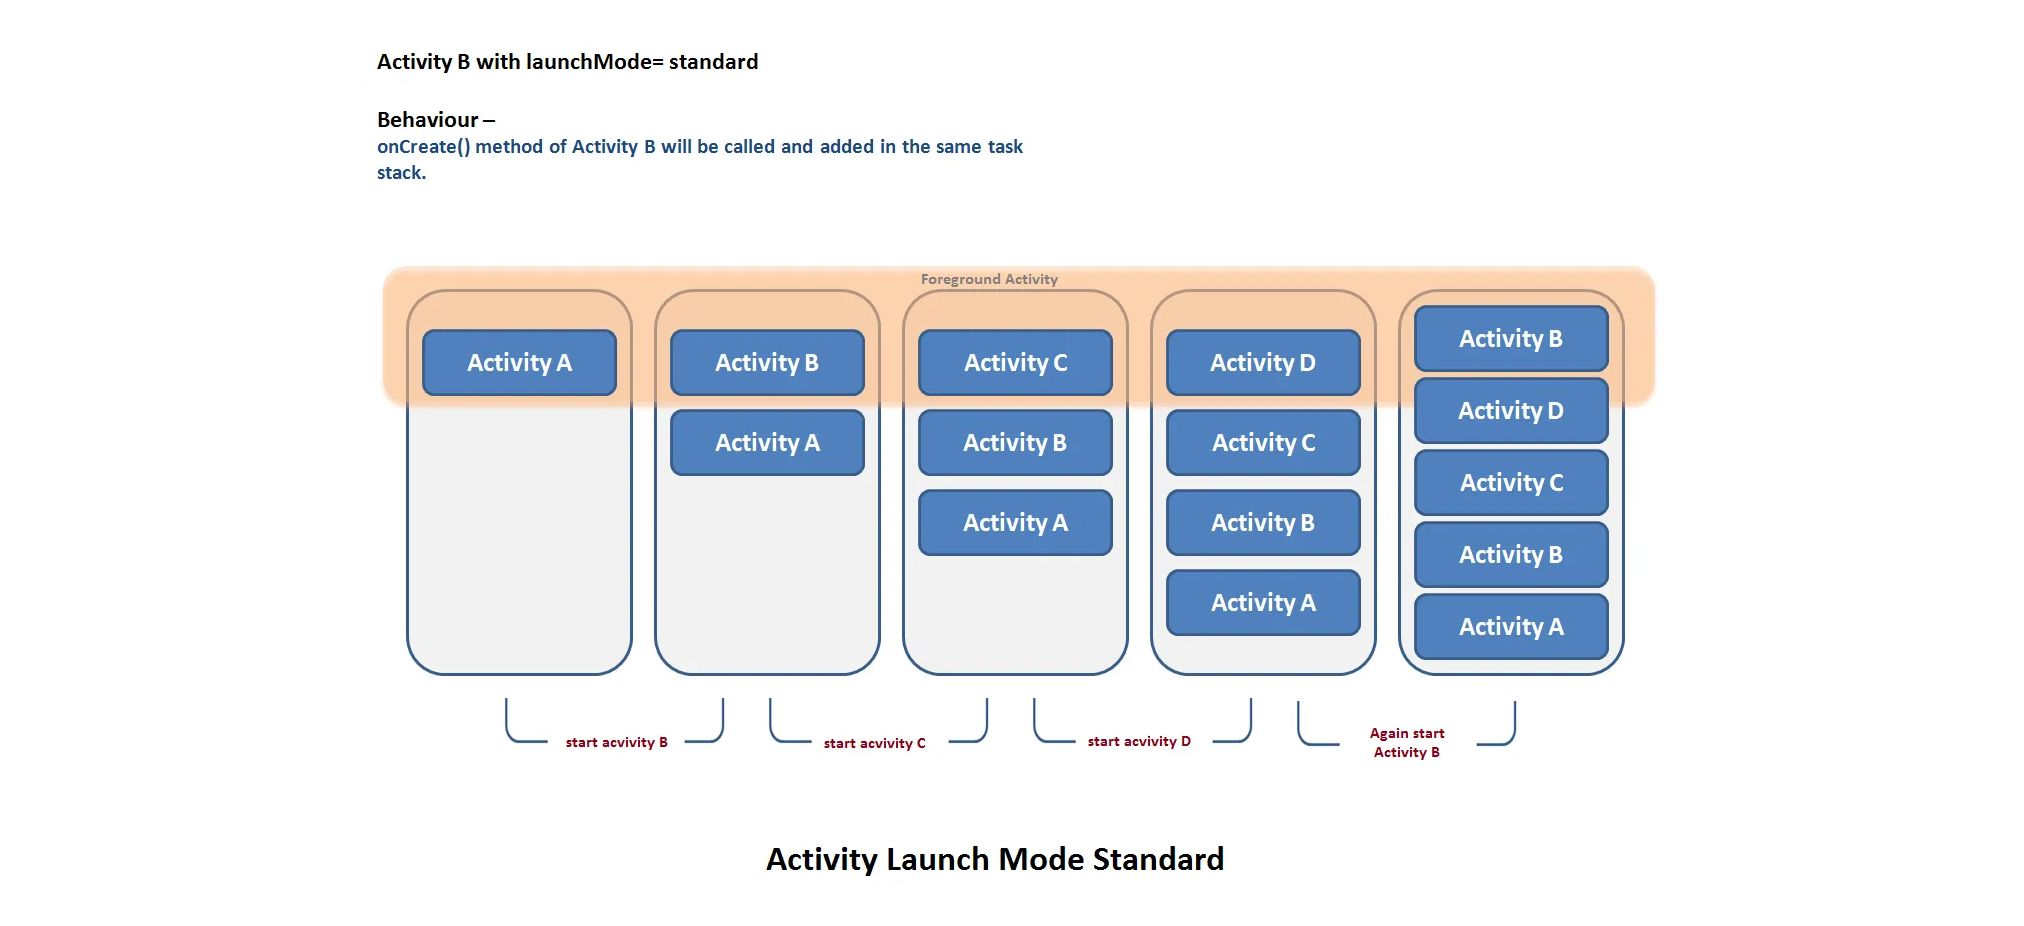 Activity B with launchMode= standard
Behaviour –
onCreate() method of Activity B will be called and added in the same task
stack.
Foreground Activity
Activity A
Activity B
Activity A
Activity C
Activity B
Activity A
Activity D
Activity C
Activity B
Activity A
Activity B
Activity D
Activity C
Activity B
Activity A
start acvivity B
start acvivity C
start acvivity D
Again start
Activity B
Activity Launch Mode Standard